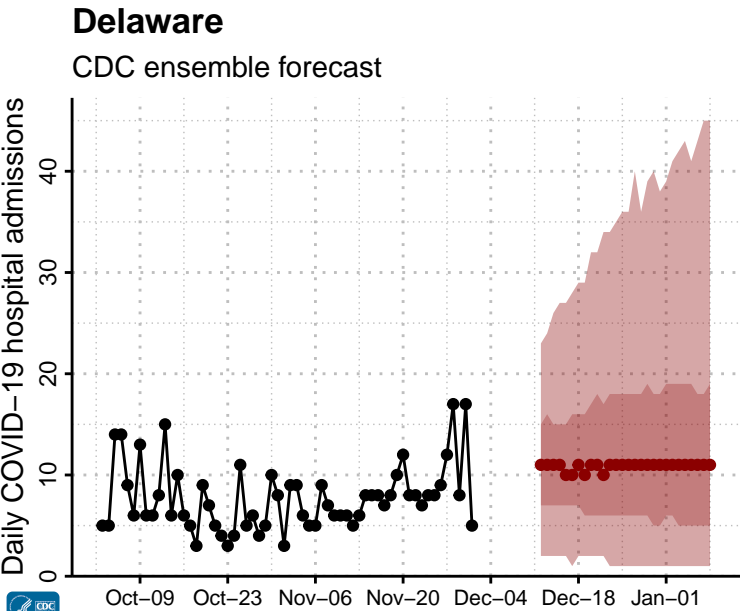 Delaware
CDC ensemble forecast
Daily COVID−19 hospital admissions
40
30
20
10
0
Oct−09 Oct−23 Nov−06 Nov−20 Dec−04 Dec−18 Jan−01
CDC